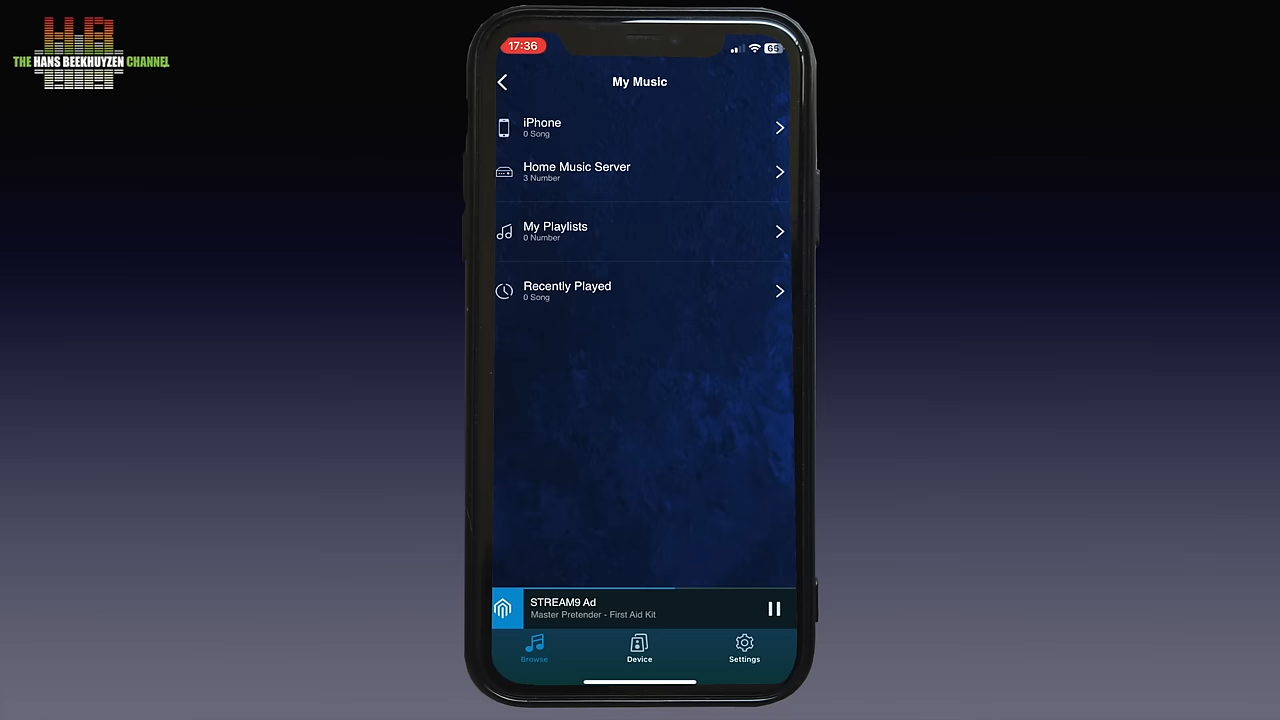 THE HANS BEEKHUYZEN CHANNEL
17:36
65
My Music
iPhone
0 Song
Home Music Server
3 Number
My Playlists
0 Number
Recently Played
0 Song
STREAM9 Ad
Master Pretender - First Aid Kit
Browse
Device
Settings